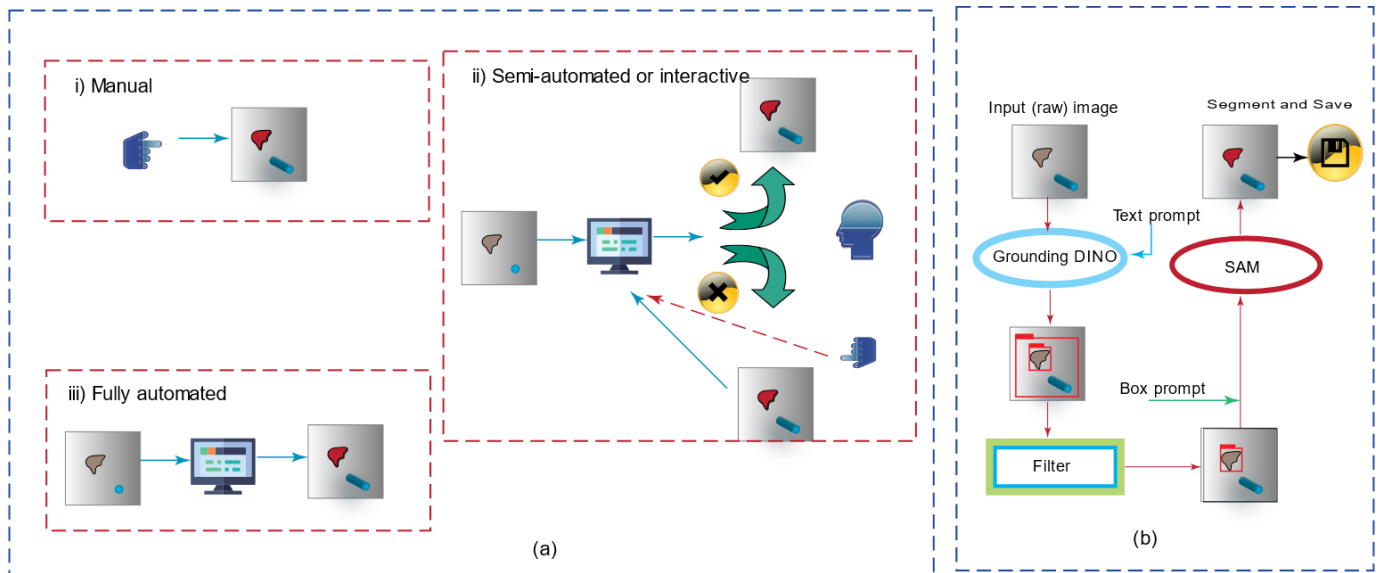 i) Manual
ii) Semi-automated or interactive
iii) Fully automated
(a)
Input (raw) image
Segment and Save
Text prompt
Grounding DINO
SAM
Box prompt
Filter
(b)